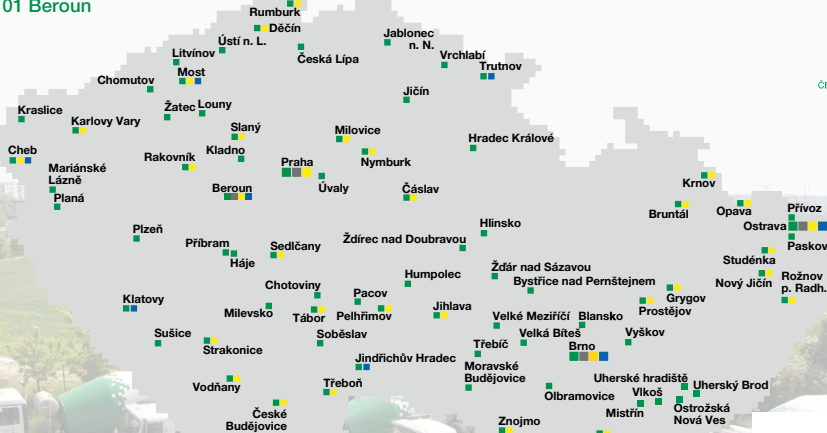 01 Beroun
Rumburk
Děčín
Ústí n. L.
Česká Lípa
Jablonec
n. N.
Vrchlabí
Trutnov
Litvínov
Most
Chomutov
Jičín
Kraslice
Žatec
Louny
Karlovy Vary
Slaný
Milovice
Hradec Králové
Cheb
Rakovník
Kladno
Praha
Nymburk
Mariánské
Lázně
Planá
Beroun
Úvaly
Čáslav
Krnov
Bruntál
Opava
Přívoz
Ostrava
Paskov
Plzeň
Hlinsko
Příbram
Háje
Sedlčany
Ždírec nad Doubravou
Studénka
Nový Jičín
Rožnov
p. Radh.
Humpolec
Žďár nad Sázavou
Bystřice nad Pernštejnem
Chotoviny
Klatovy
Milevsko
Tábor
Pacov
Pelhřimov
Jihlava
Grygov
Prostějov
Velké Meziříčí
Blansko
Sušice
Strakonice
Soběslav
Velká Bíteš
Vyškov
Třebíč
Brno
Jindřichův Hradec
Moravské
Budějovice
Vodňany
Třeboň
Uherské hradiště
Uherský Brod
Olbramovice
Vlkoš
Mistřín
Ostrožská
Nová Ves
České
Budějovice
Znojmo